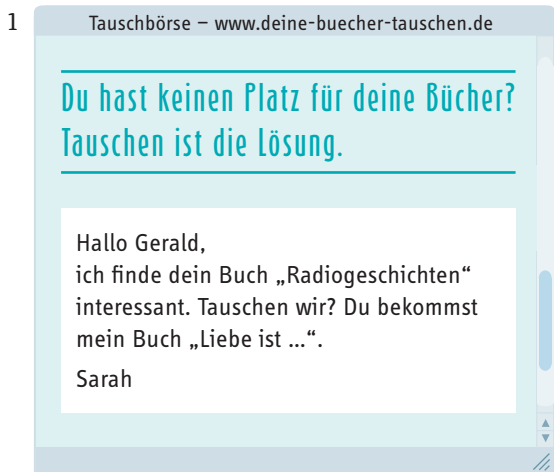 1
Tauschbörse – www.deine-buecher-tauschen.de
Du hast keinen Platz für deine Bücher?
Tauschen ist die Lösung.
Hallo Gerald,
ich finde dein Buch „Radiogeschichten“
interessant. Tauschen wir? Du bekommst
mein Buch „Liebe ist ...“.
Sarah